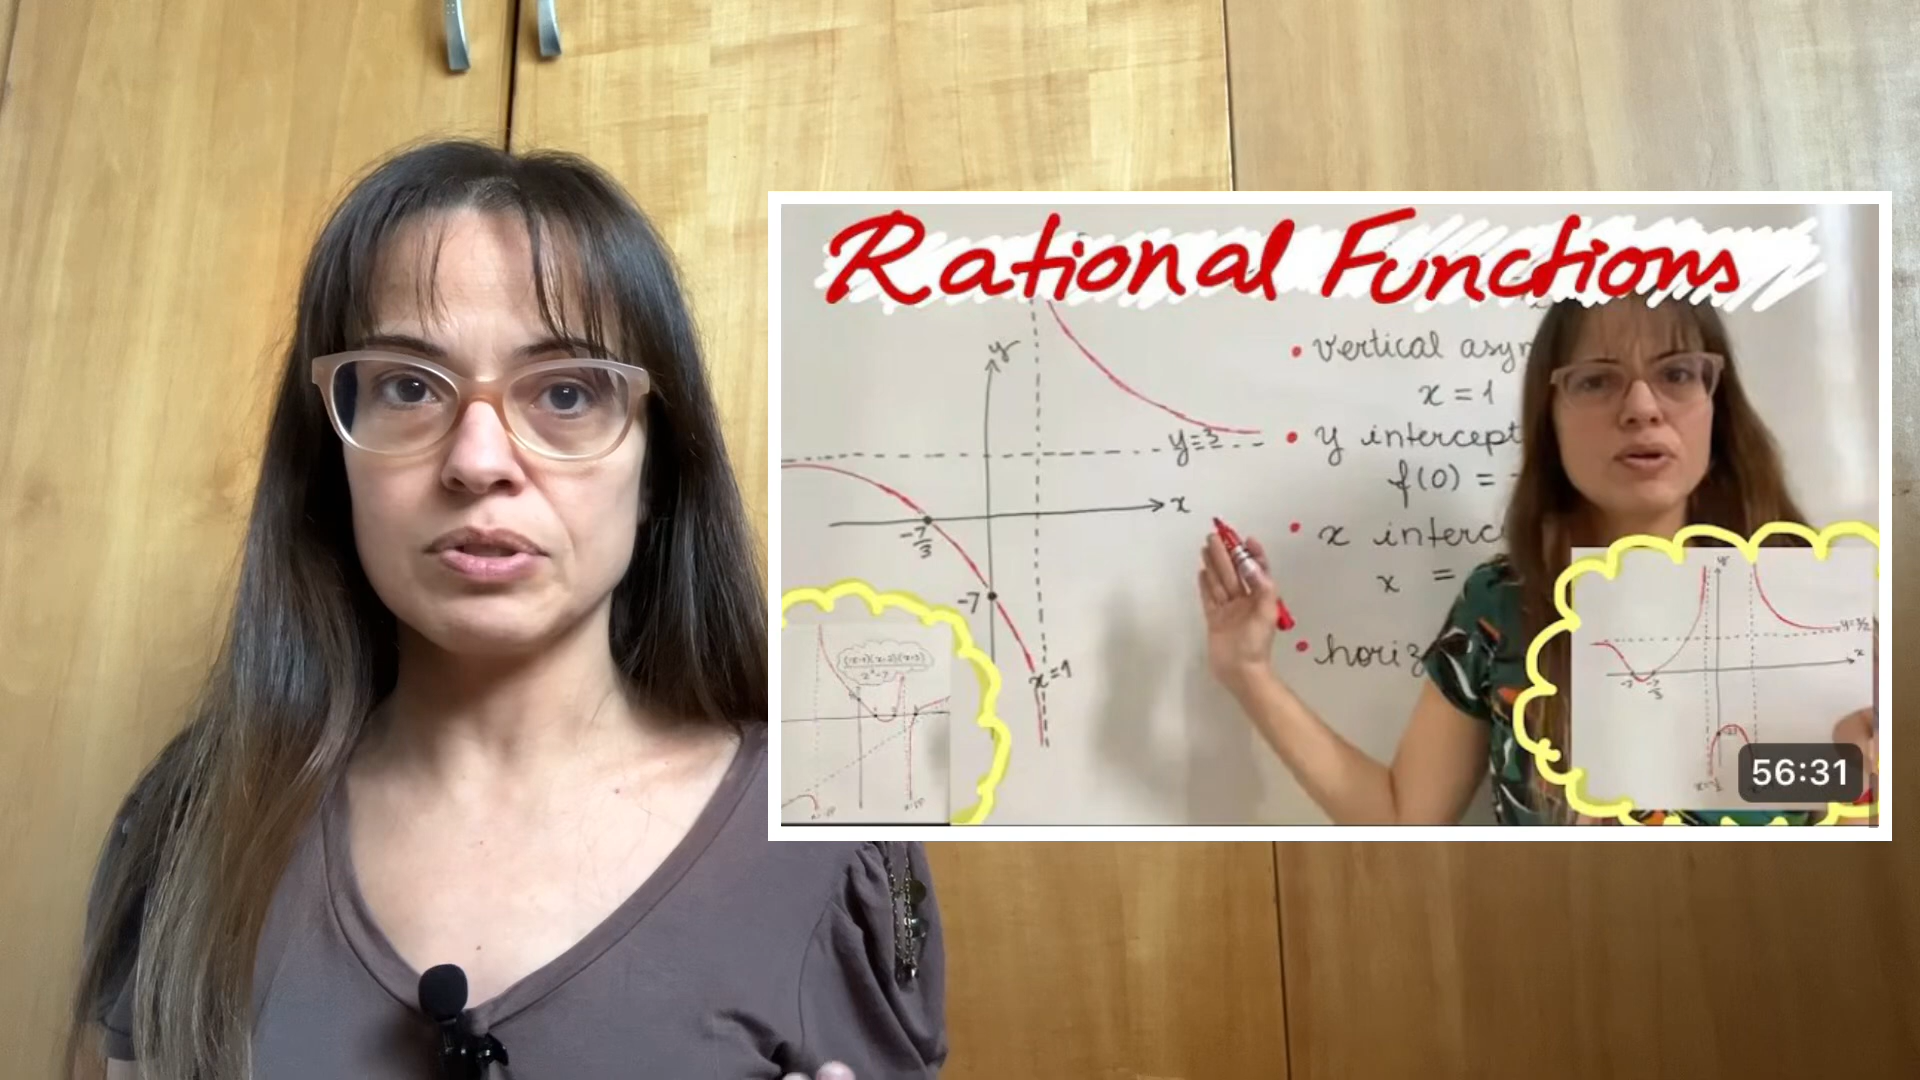 Rational Functions
y
• vertical asym
x = 1
y=3
• y intercept
f(0) = -
x
• x interc
-7/3
x =
-7
• horiz
x=1
y=3/2
x
56:31